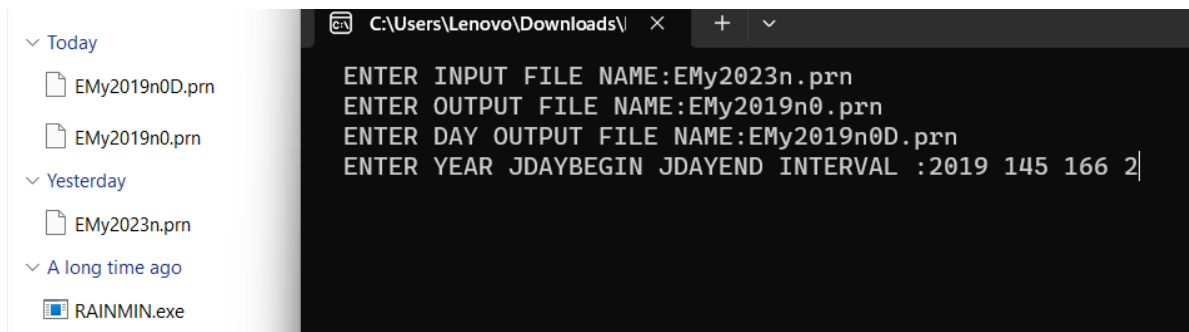 Today
EMy2019n0D.prn
EMy2019n0.prn
Yesterday
EMy2023n.prn
A long time ago
RAINMIN.exe
C:\Users\Lenovo\Downloads\
ENTER INPUT FILE NAME:EMy2023n.prn
ENTER OUTPUT FILE NAME:EMy2019n0.prn
ENTER DAY OUTPUT FILE NAME:EMy2019n0D.prn
ENTER YEAR JDAYBEGIN JDAYEND INTERVAL :2019 145 166 2